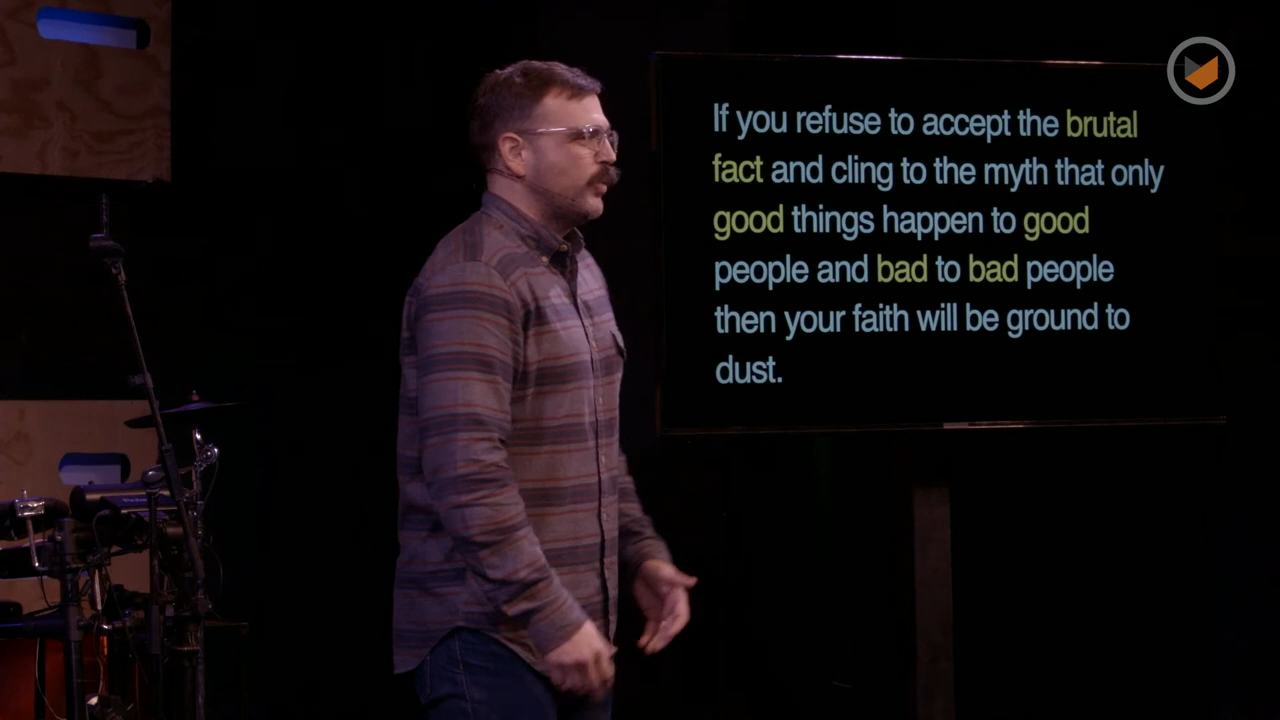 If you refuse to accept the brutal
fact and cling to the myth that only
good things happen to good
people and bad to bad people
then your faith will be ground to
dust.